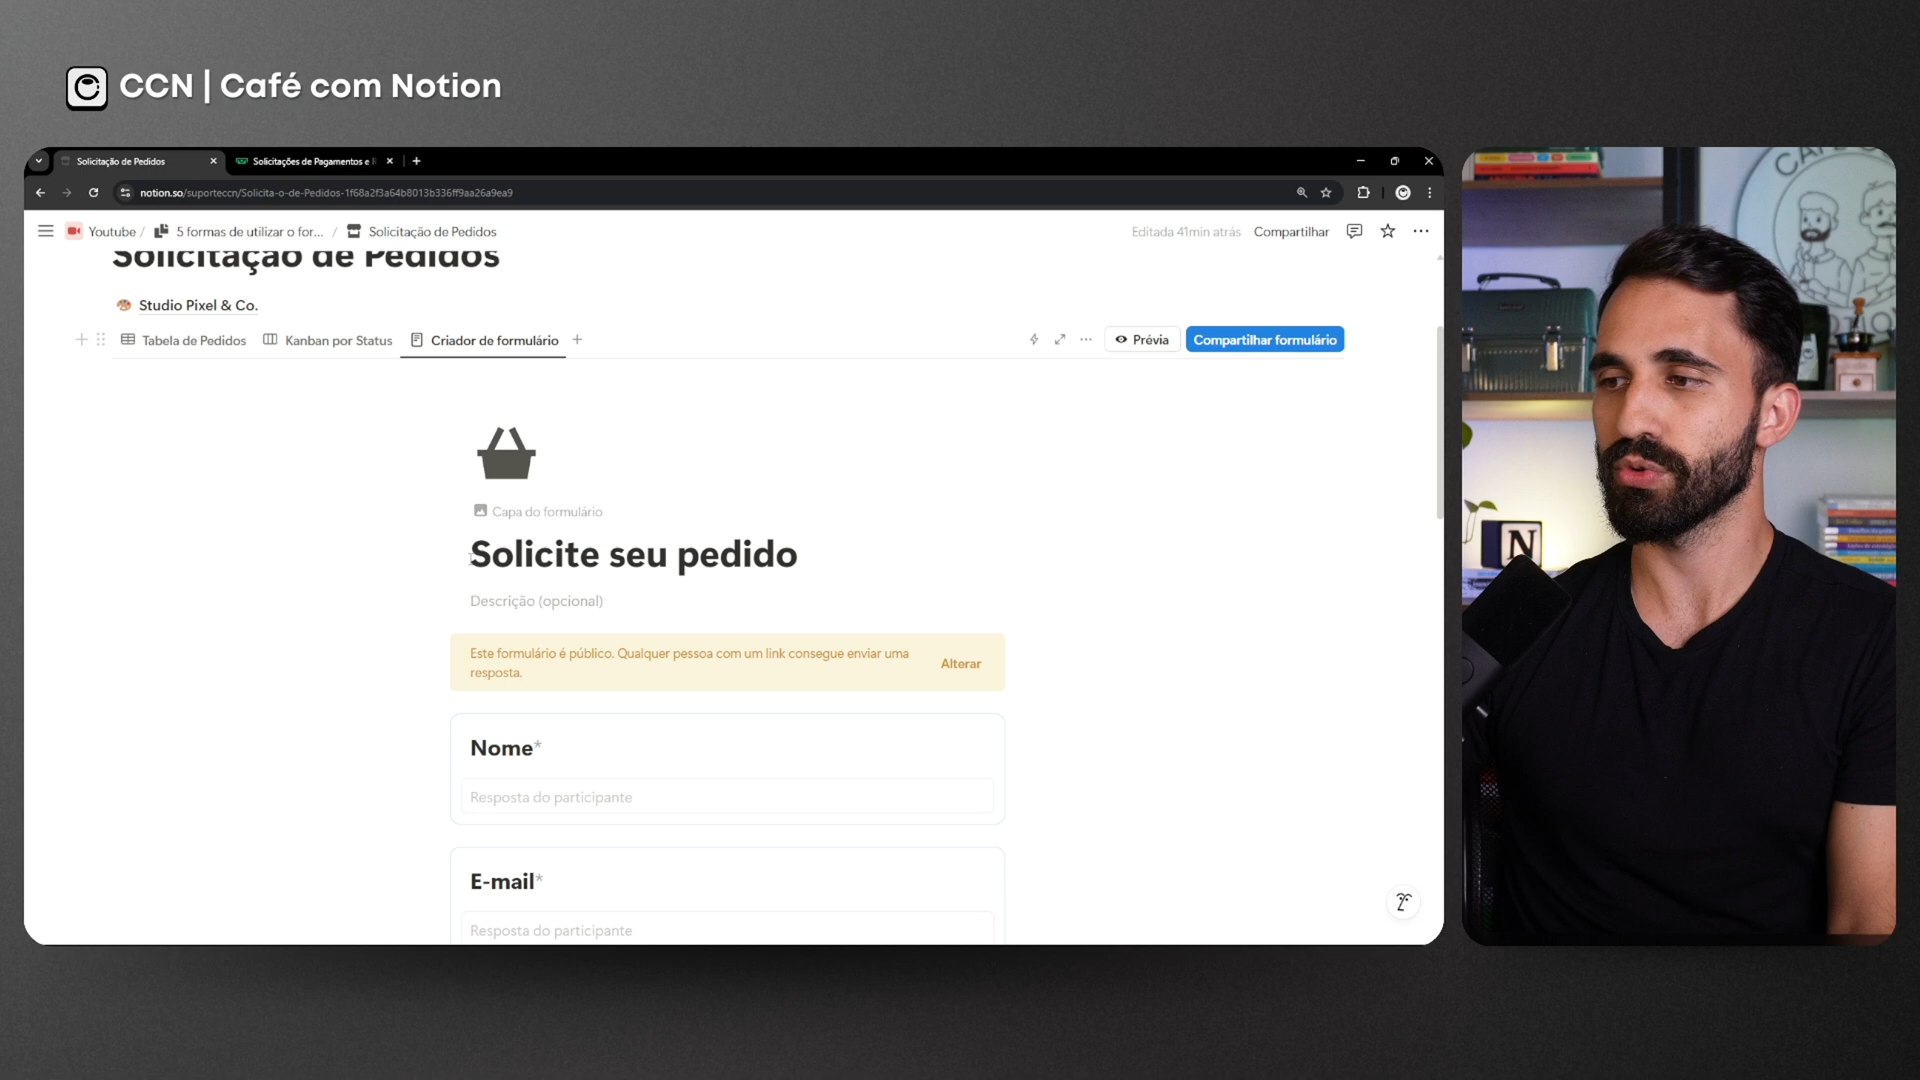 CCN | Café com Notion
Solicitação de Pedidos
Solicitações de Pagamentos e
notion.so/suporteccn/Solicita-o-de-Pedidos-1f68a2f3a64b8013b336ff9aa26a9ea9
Youtube / 5 formas de utilizar o for... / Solicitação de Pedidos
Editada 41min atrás Compartilhar
Solicitação de Pedidos
Studio Pixel & Co.
Tabela de Pedidos Kanban por Status Criador de formulário
Prévia Compartilhar formulário
Capa do formulário
Solicite seu pedido
Descrição (opcional)
Este formulário é público. Qualquer pessoa com um link consegue enviar uma
resposta.
Alterar
Nome*
Resposta do participante
E-mail*
Resposta do participante
N